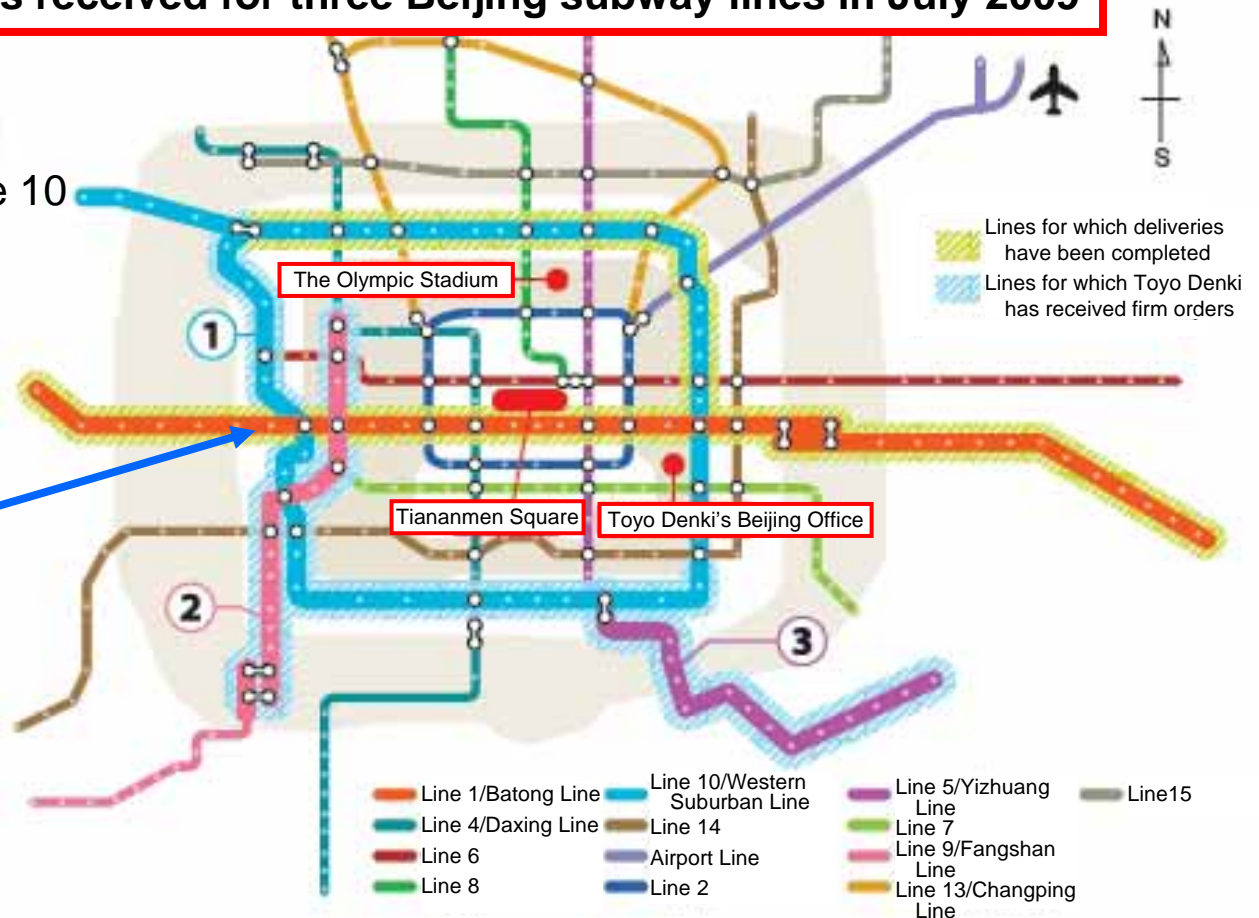 s received for three Beijing subway lines in July 2009
N
S
e 10
Lines for which deliveries
have been completed
Lines for which Toyo Denki
has received firm orders
The Olympic Stadium
1
Tiananmen Square
Toyo Denki's Beijing Office
2
3
Line 1/Batong Line
Line 4/Daxing Line
Line 6
Line 8
Line 10/Western
Suburban Line
Line 14
Airport Line
Line 2
Line 5/Yizhuang
Line
Line 7
Line 9/Fangshan
Line
Line 13/Changping
Line
Line15